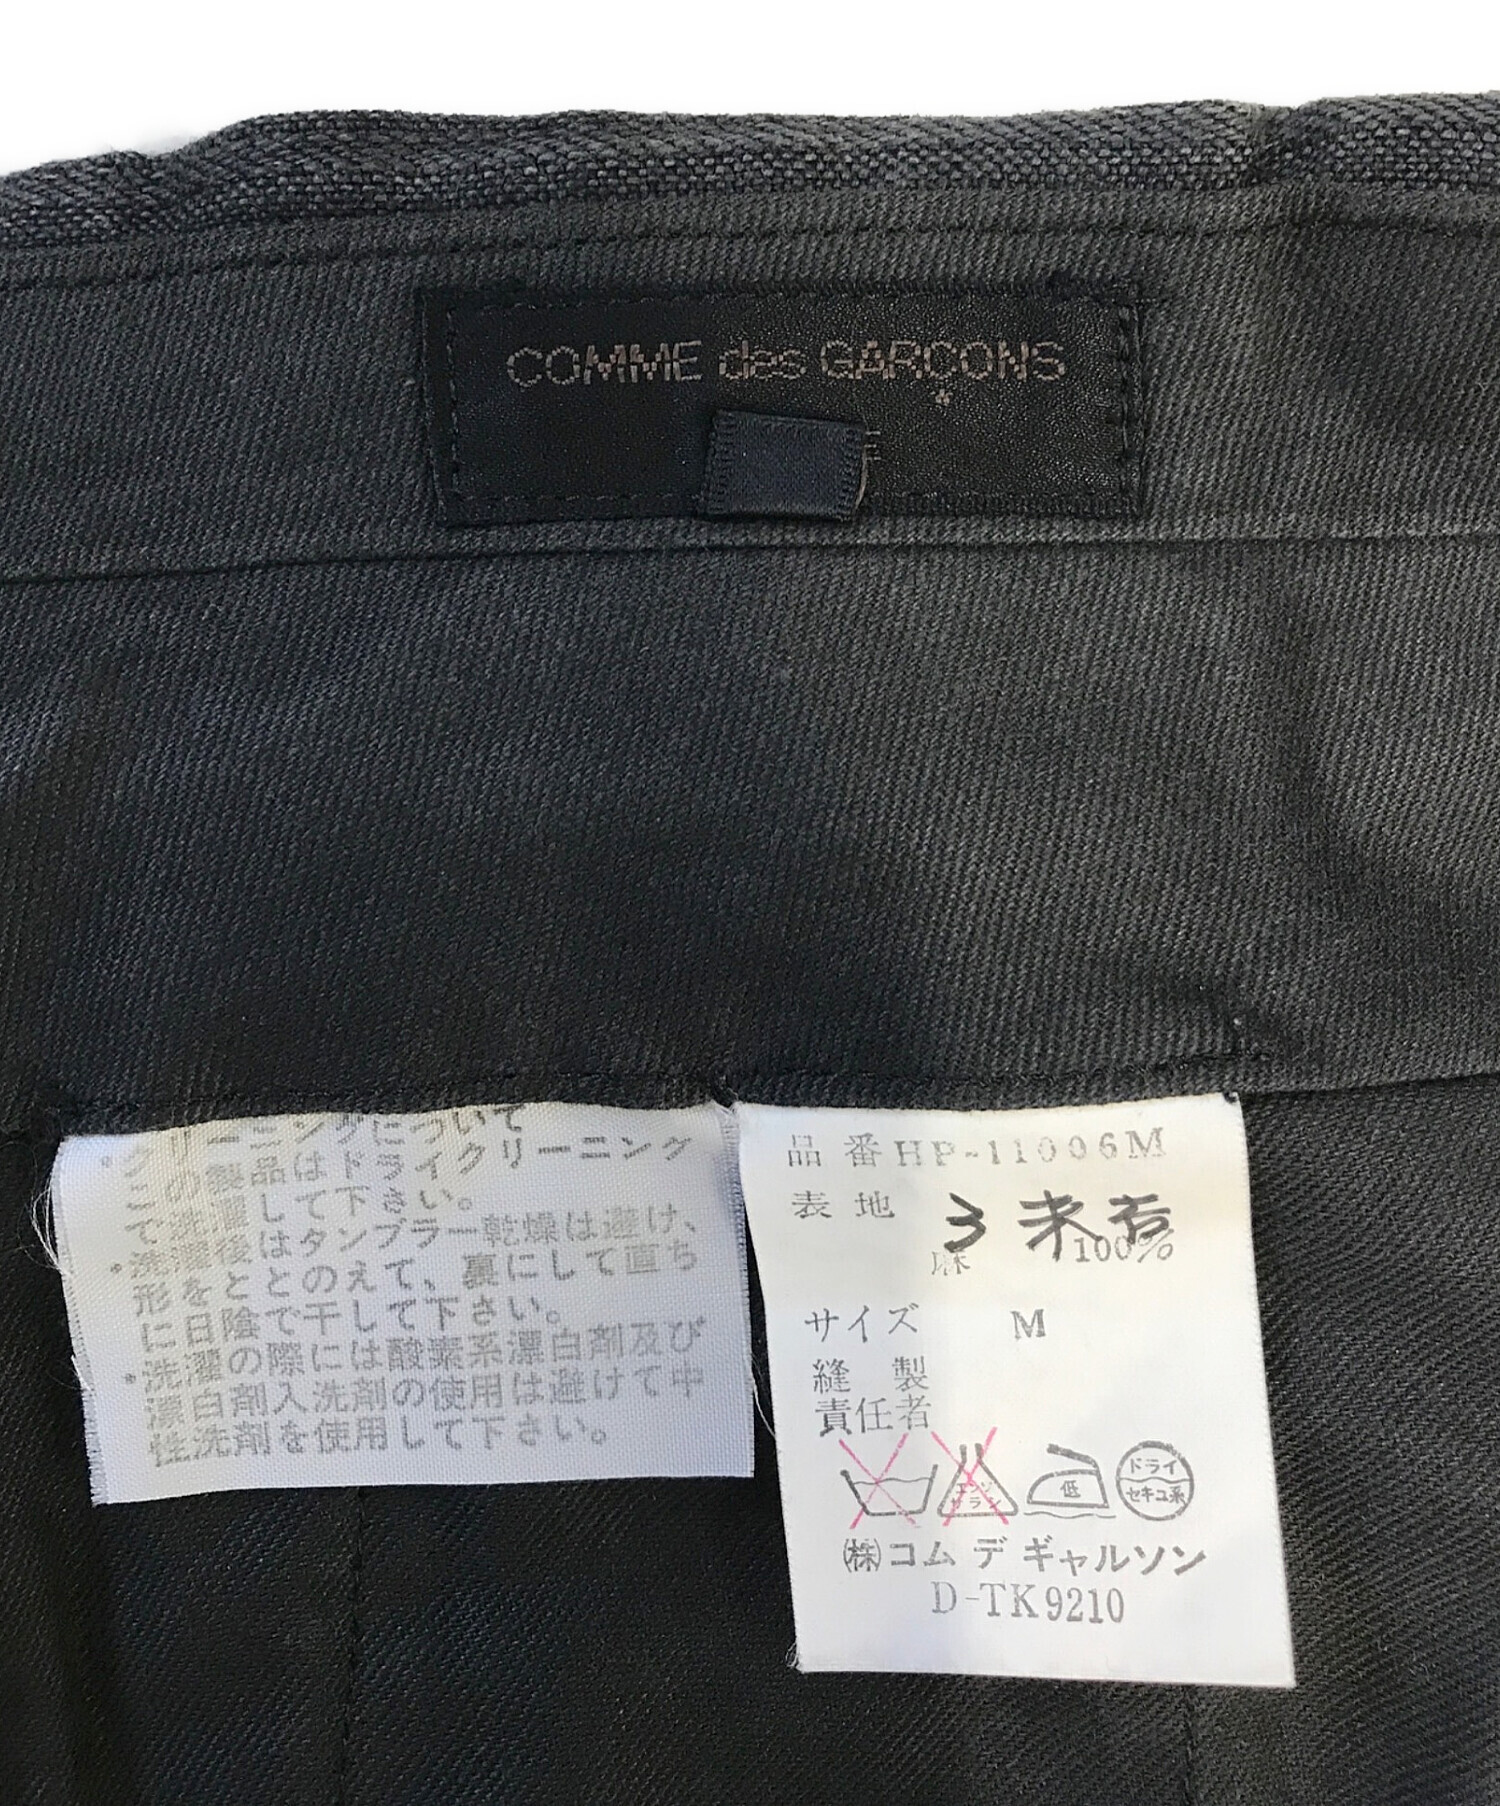 COMME des GARÇONS
クリーニングについて
・この製品はドライクリーニング
で洗濯して下さい。
・洗濯後はタンブラー乾燥は避け、
形をととのえて、裏にして直ち
に日陰で干して下さい。
・洗濯の際には酸素系漂白剤及び
漂白剤入洗剤の使用は避けて中
性洗剤を使用して下さい。
品番 HP-11006M
表地
麻 100%
サイズ M
縫製
責任者
エンソ
サラシ
低
ドライ
セキユ系
㈱コム デ ギャルソン
D-TK9210